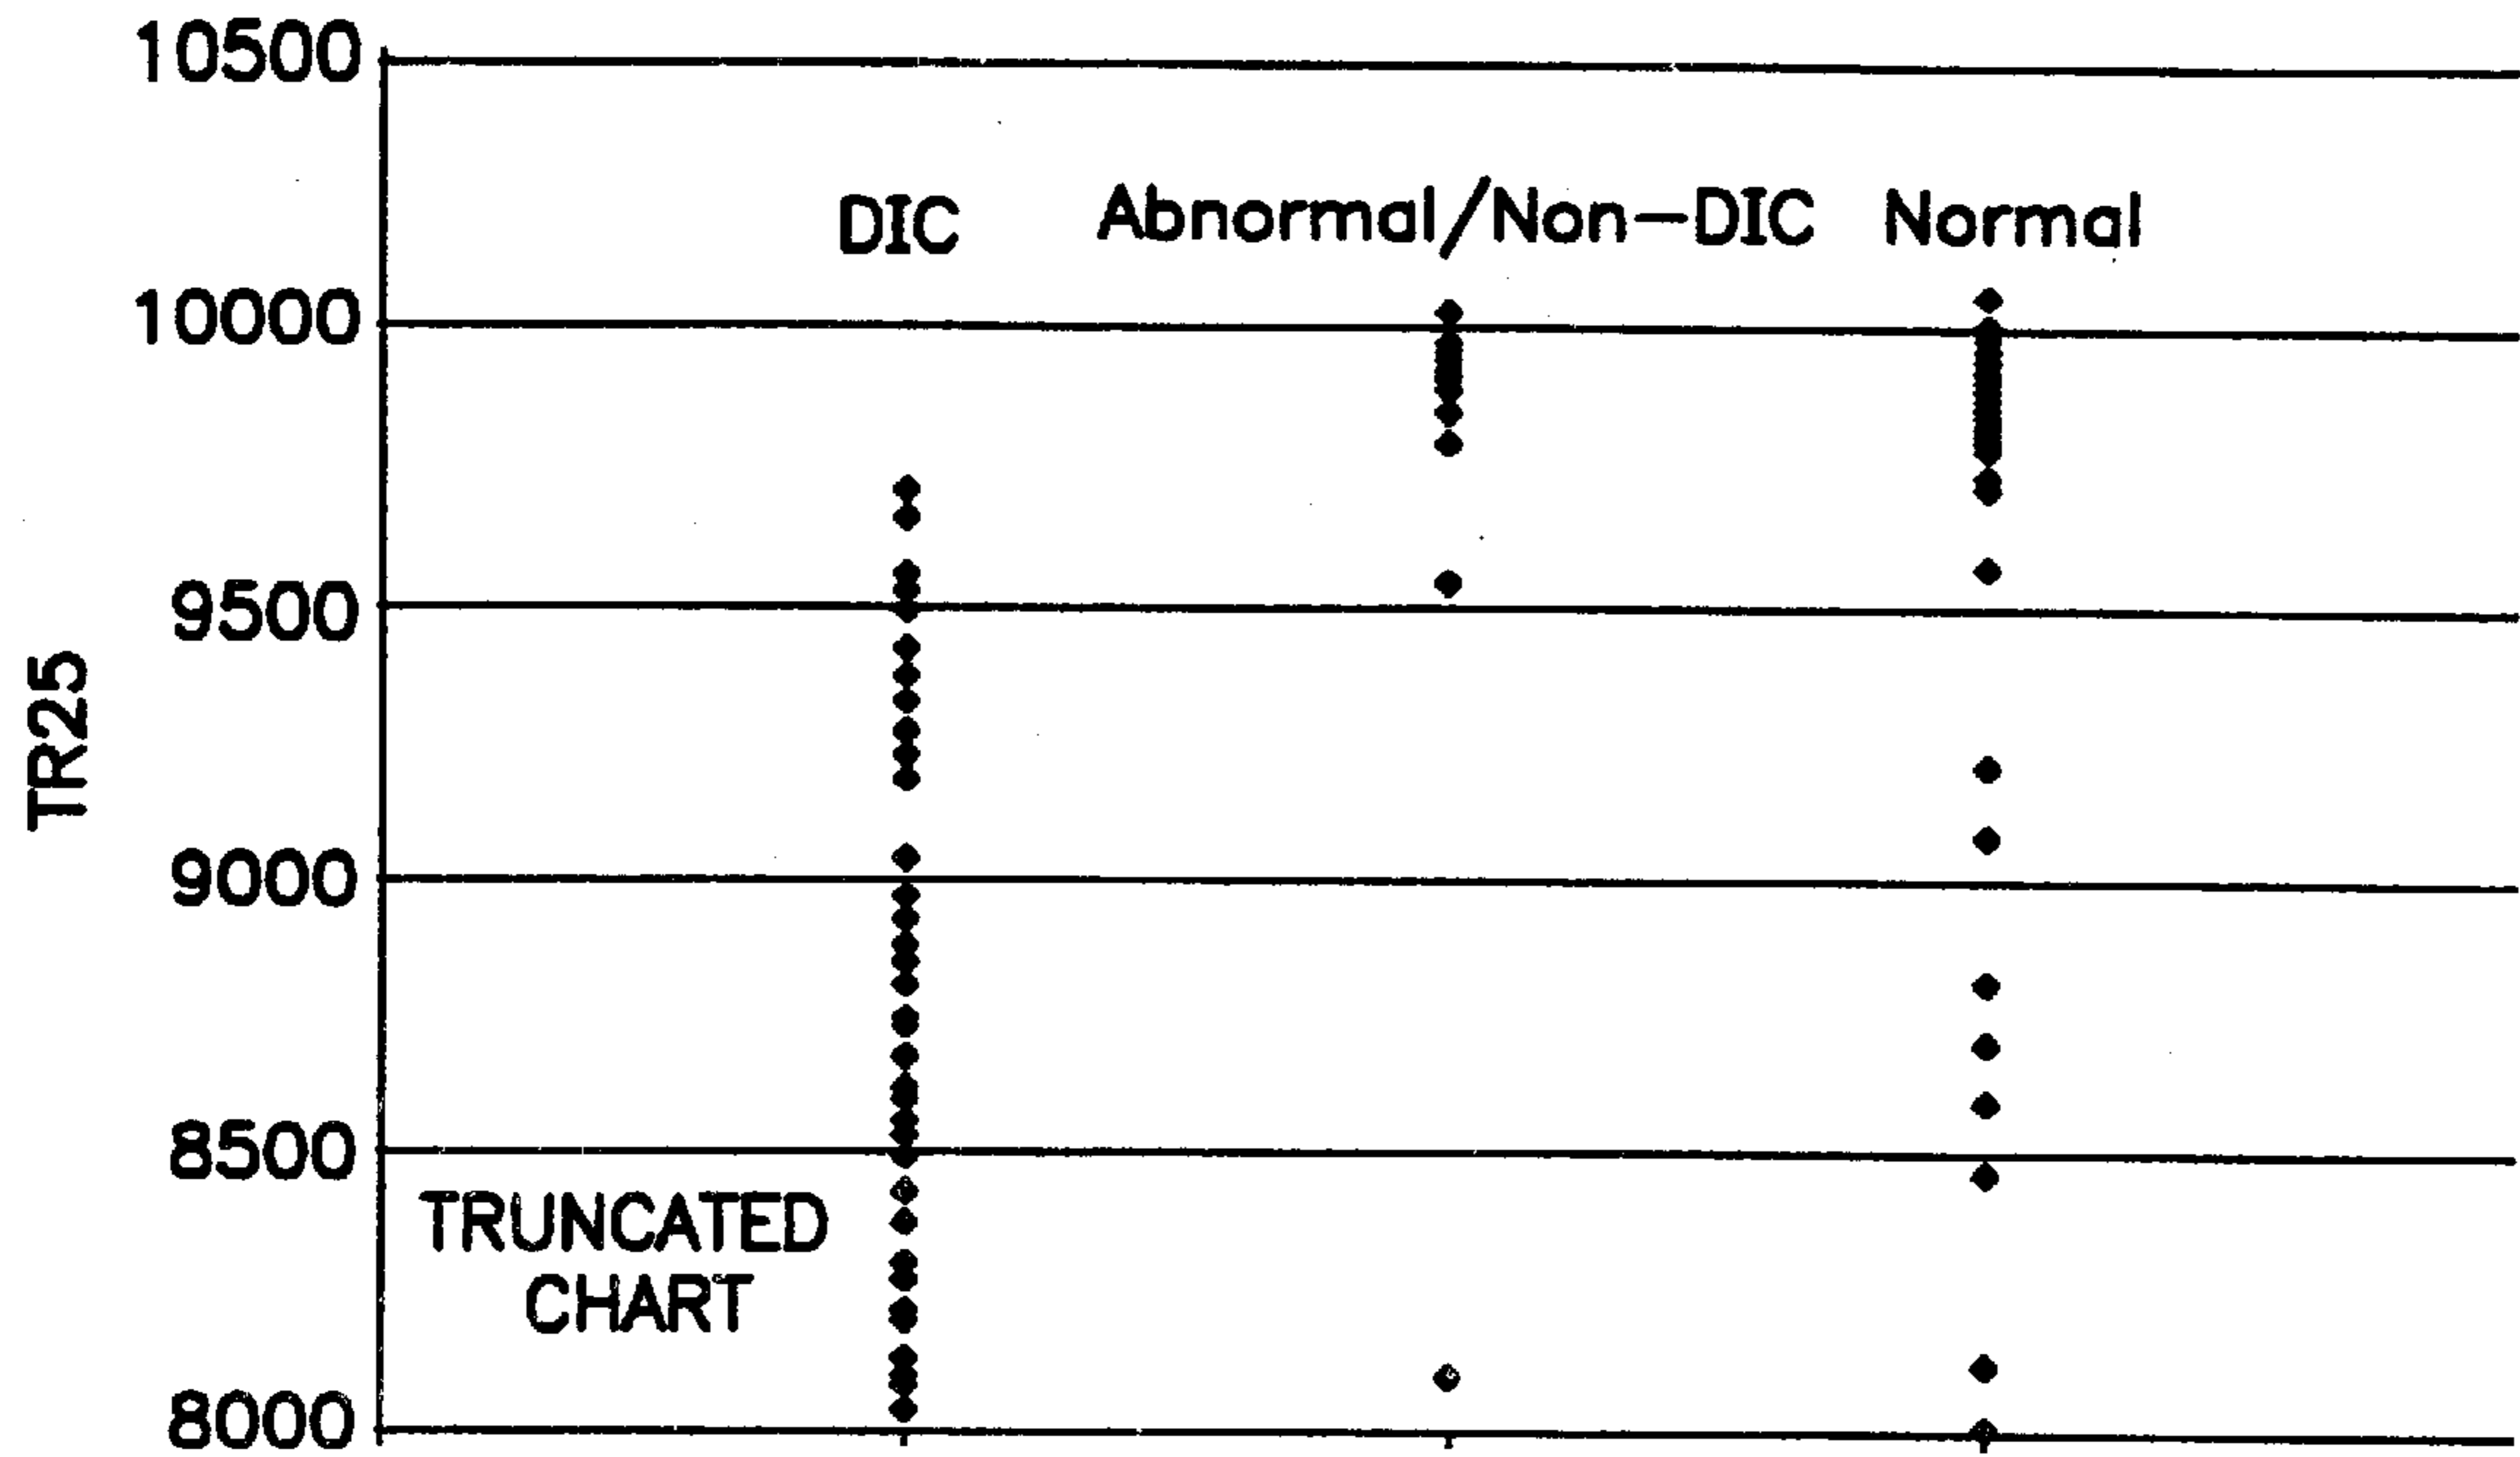 10500
DIC Abnormal/Non-DIC Normal
10000
9500
TR25
9000
8500
TRUNCATED
CHART
8000